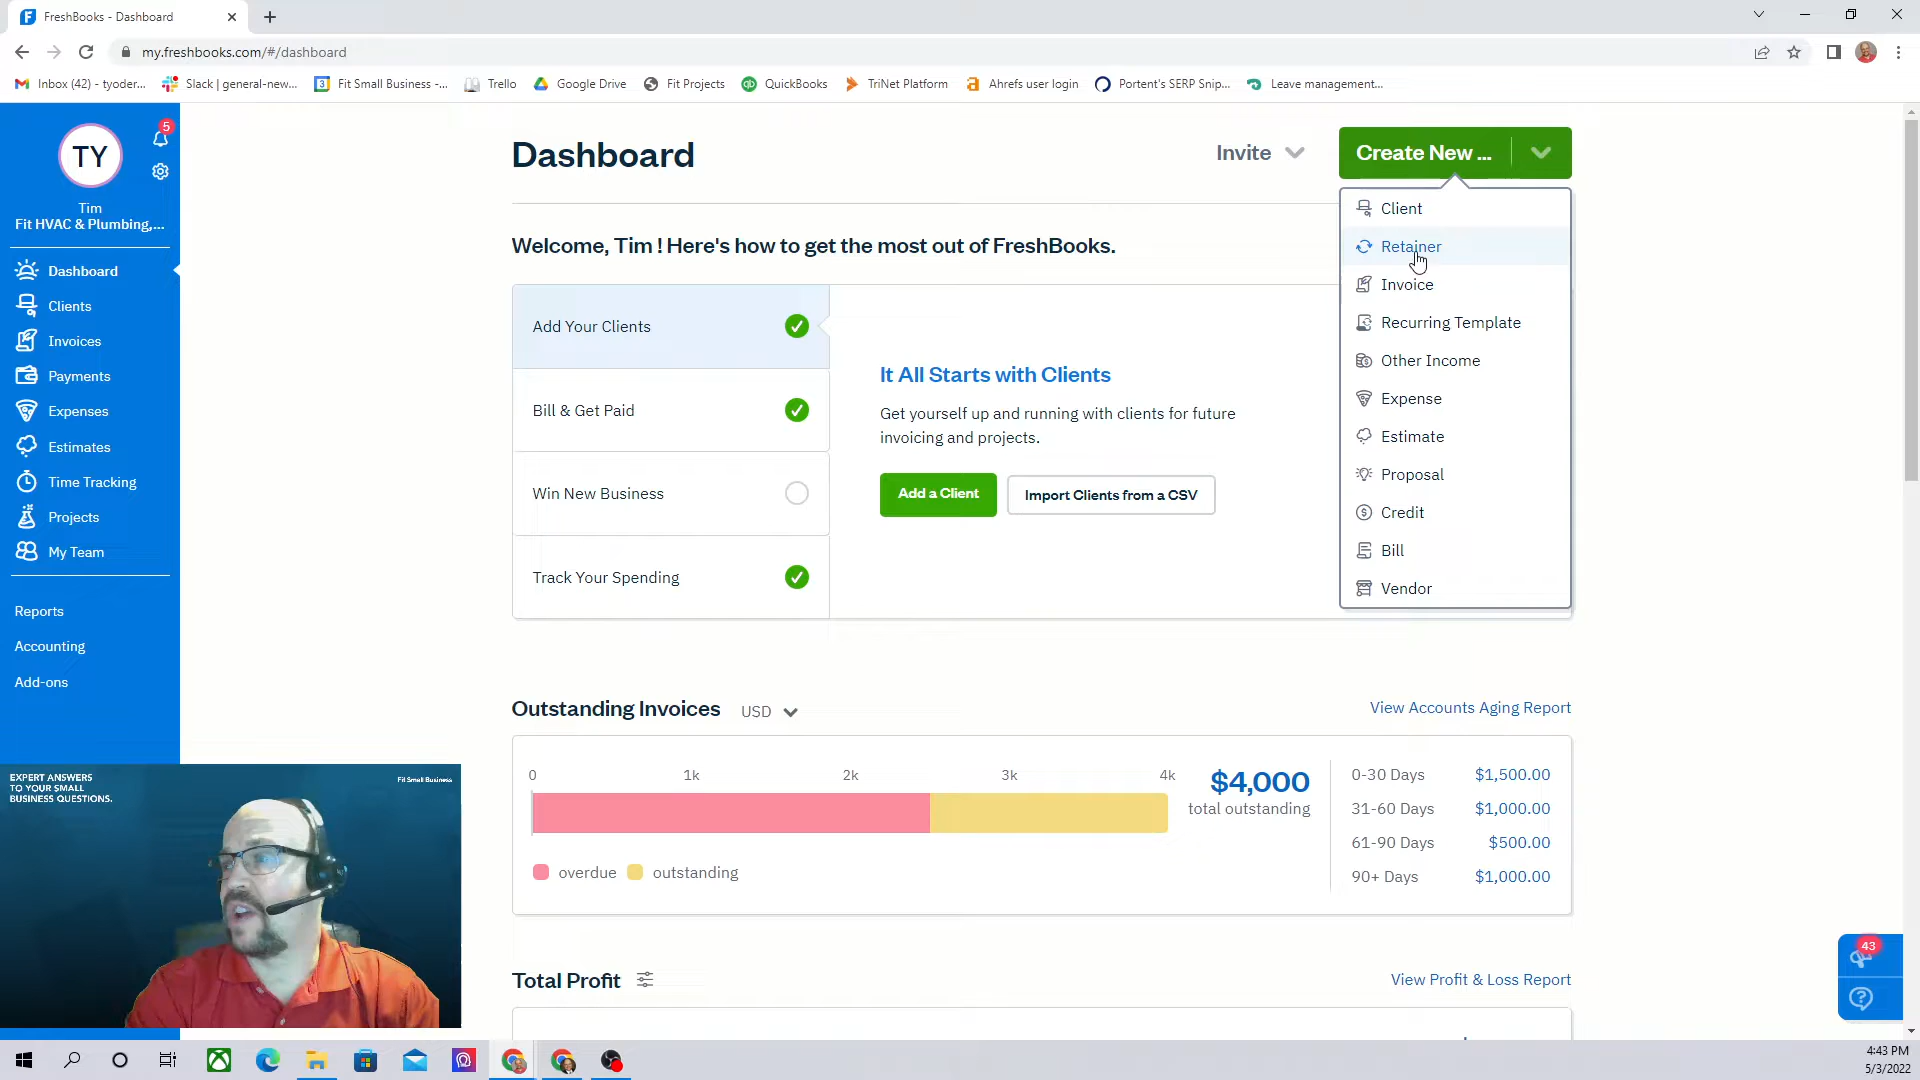 FreshBooks - Dashboard
my.freshbooks.com/#/dashboard
Inbox (42) - tyoder...
Slack | general-new...
Fit Small Business -...
Trello
Google Drive
Fit Projects
QuickBooks
TriNet Platform
Ahrefs user login
Portent's SERP Snip...
Leave management...
TY
5
Tim
Fit HVAC & Plumbing,...
Dashboard
Clients
Invoices
Payments
Expenses
Estimates
Time Tracking
Projects
My Team
Reports
Accounting
Add-ons
Dashboard
Invite
Create New ...
Client
Retainer
Invoice
Recurring Template
Other Income
Expense
Estimate
Proposal
Credit
Bill
Vendor
Welcome, Tim ! Here's how to get the most out of FreshBooks.
Add Your Clients
Bill & Get Paid
Win New Business
Track Your Spending
It All Starts with Clients
Get yourself up and running with clients for future
invoicing and projects.
Add a Client
Import Clients from a CSV
Outstanding Invoices
USD
View Accounts Aging Report
0 1k 2k 3k 4k
$4,000
total outstanding
overdue
outstanding
0-30 Days $1,500.00
31-60 Days $1,000.00
61-90 Days $500.00
90+ Days $1,000.00
Total Profit
View Profit & Loss Report
EXPERT ANSWERS
TO YOUR SMALL
BUSINESS QUESTIONS.
Fit Small Business
43
4:43 PM
5/3/2022